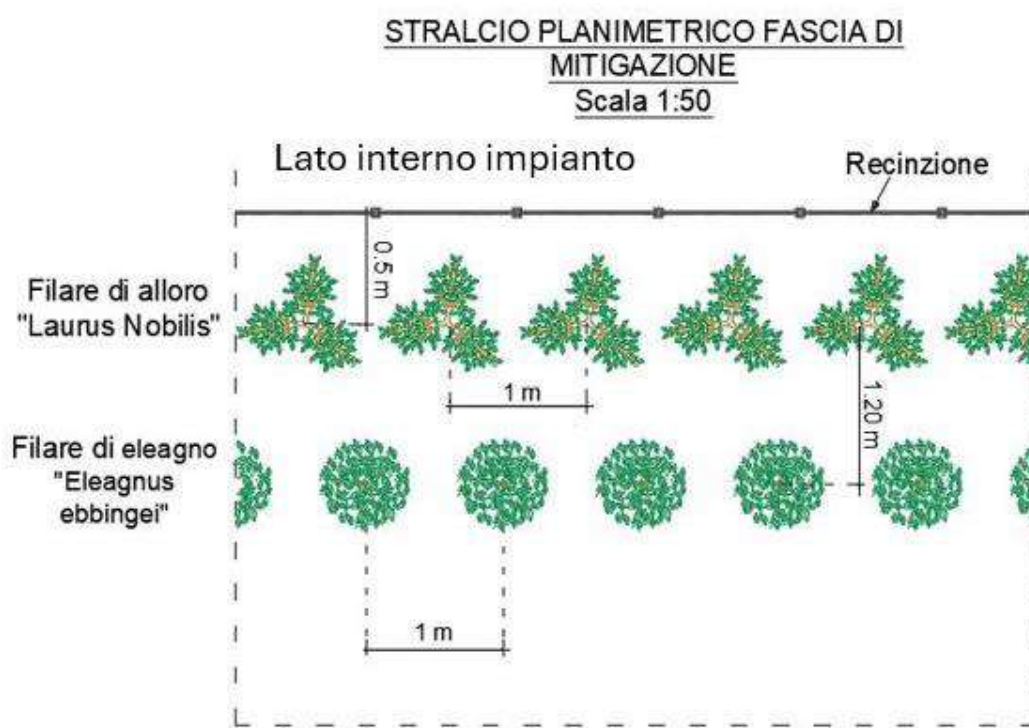 STRALCIO PLANIMETRICO FASCIA DI
MITIGAZIONE
Scala 1:50
Lato interno impianto
Recinzione
0.5 m
Filare di alloro
"Laurus Nobilis"
1 m
1.20 m
Filare di eleagno
"Eleagnus
ebbingei"
1 m